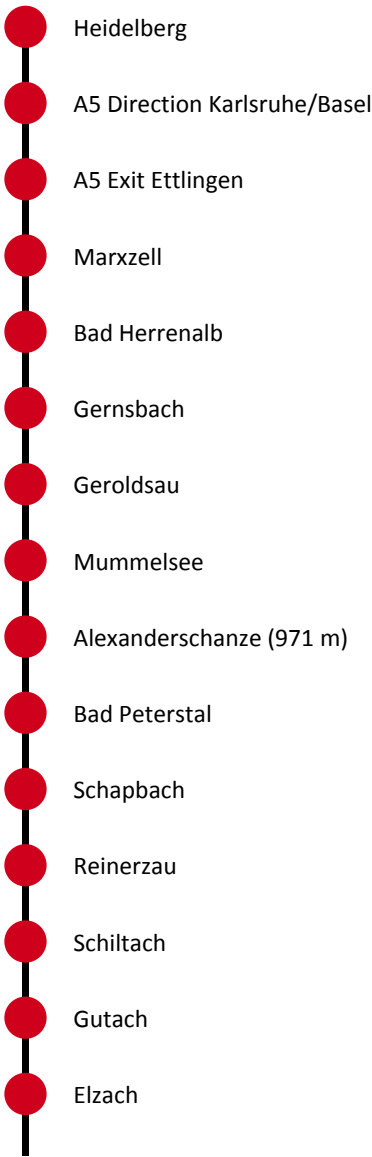 Heidelberg
A5 Direction Karlsruhe/Basel
A5 Exit Ettlingen
Marxzell
Bad Herrenalb
Gernsbach
Geroldsau
Mummelsee
Alexanderschanze (971 m)
Bad Peterstal
Schapbach
Reinerzau
Schiltach
Gutach
Elzach